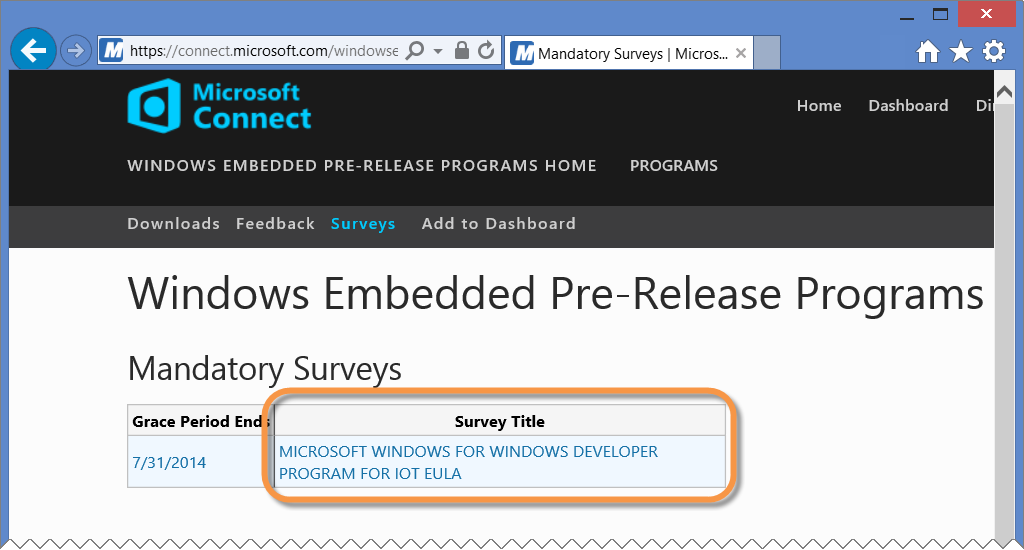 https://connect.microsoft.com/windowse
Mandatory Surveys | Micros...
Microsoft
Connect
Home Dashboard
WINDOWS EMBEDDED PRE-RELEASE PROGRAMS HOME PROGRAMS
Downloads Feedback Surveys Add to Dashboard
Windows Embedded Pre-Release Programs
Mandatory Surveys
Grace Period Ends Survey Title
7/31/2014 MICROSOFT WINDOWS FOR WINDOWS DEVELOPER
PROGRAM FOR IOT EULA